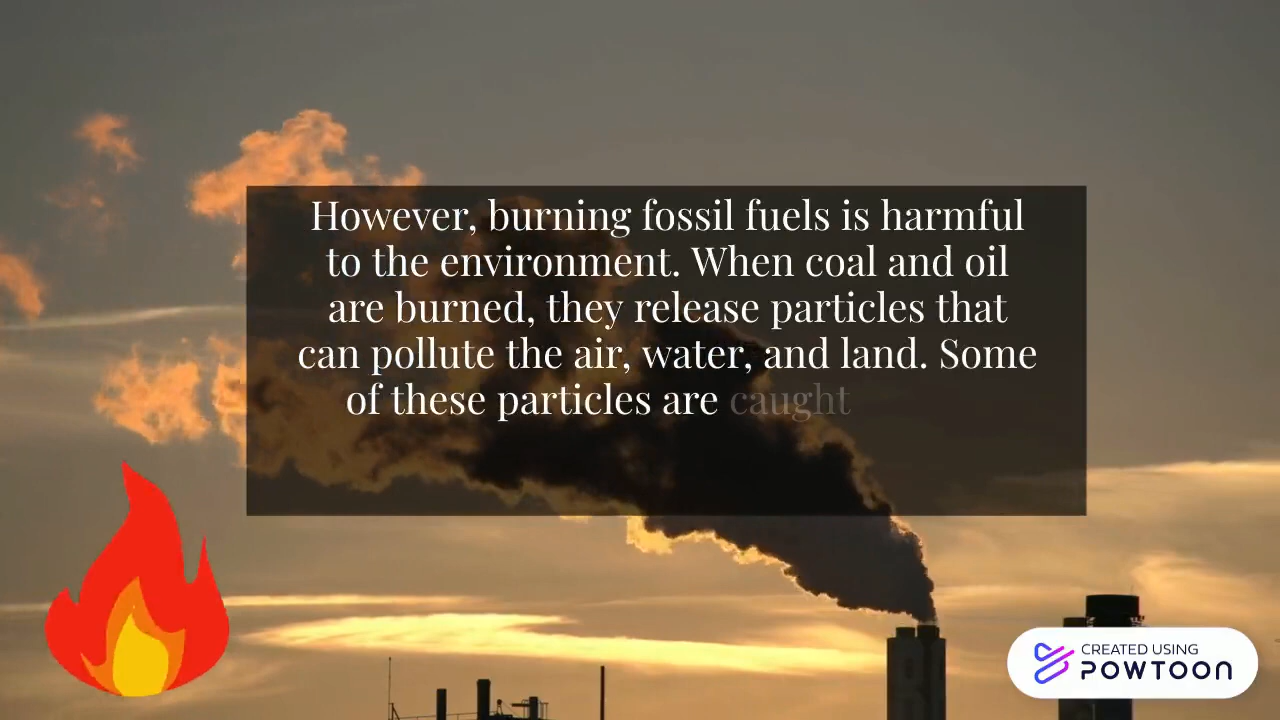 However, burning fossil fuels is harmful
to the environment. When coal and oil
are burned, they release particles that
can pollute the air, water, and land. Some
of these particles are caught
CREATED USING
POWTOON